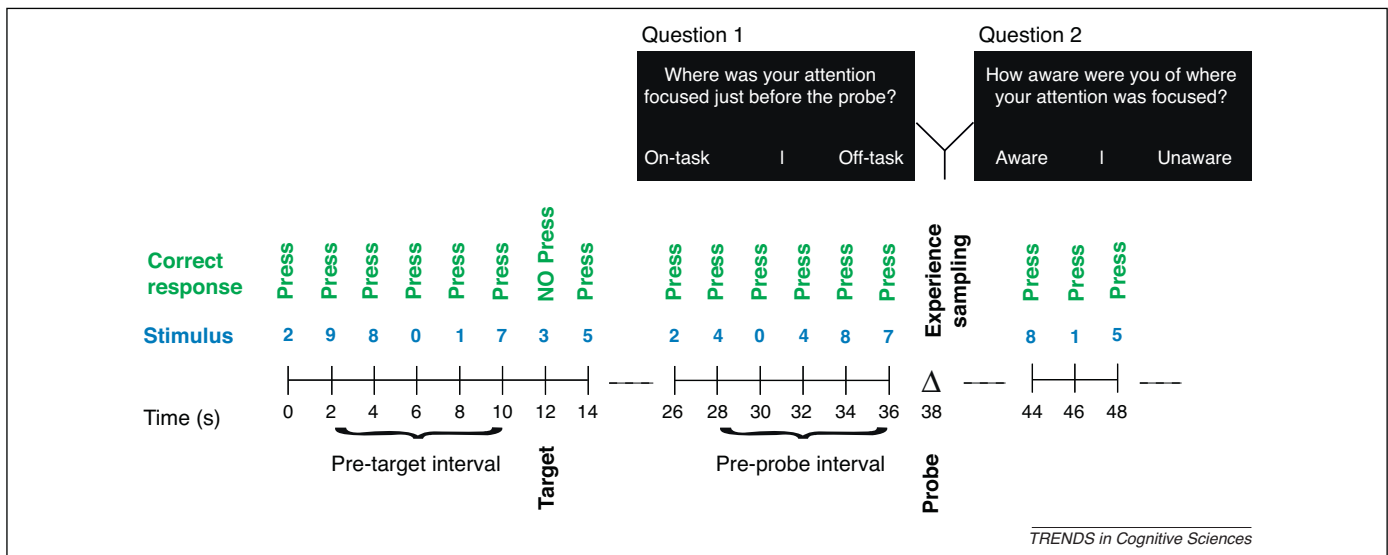 Question 1
Question 2
Where was your attention
focused just before the probe?
On-task | Off-task
How aware were you of where
your attention was focused?
Aware | Unaware
Correct
response
Press Press Press Press Press Press NO Press Press Press Press Press Press Press Press Experience
sampling
Press Press Press
Stimulus 2 9 8 0 1 7 3 5 2 4 0 4 8 7 8 1 5
Δ
Time (s) 0 2 4 6 8 10 12 14 26 28 30 32 34 36 38 44 46 48
Pre-target interval
Target
Pre-probe interval
Probe
TRENDS in Cognitive Sciences